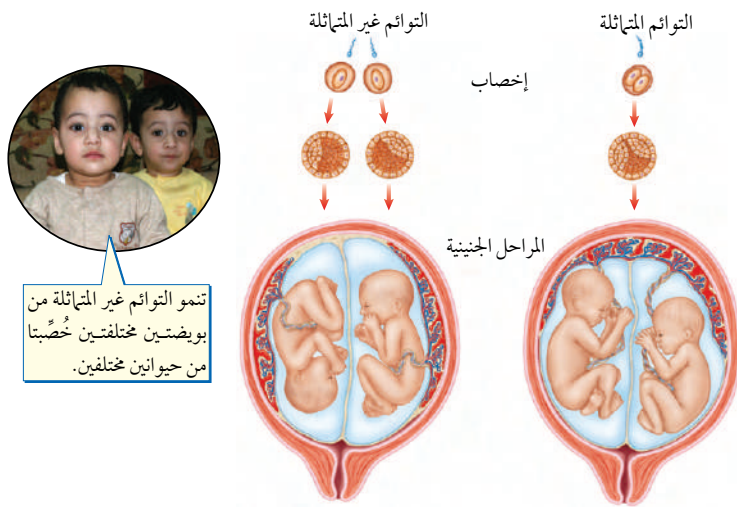 التوائم المتماثلة
التوائم غير المتماثلة
إخصاب
المراحل الجنينية
تنمو التوائم غير المتماثلة من
بويضتين مختلفتين خُصِّبتا
من حيوانين مختلفين.